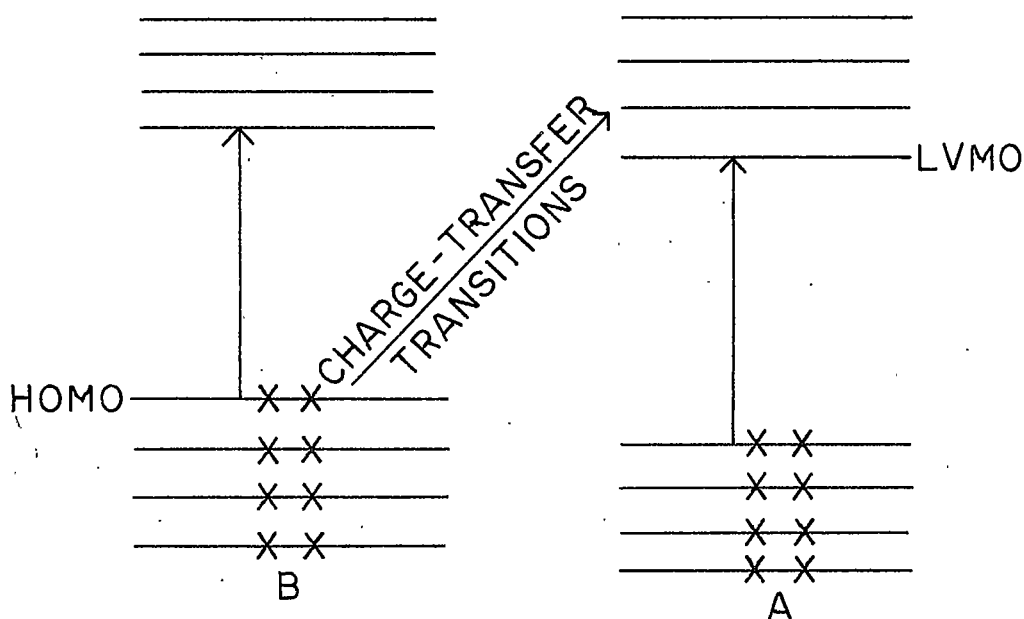 CHARGE-TRANSFER
TRANSITIONS
LVMO
HOMO
B
A